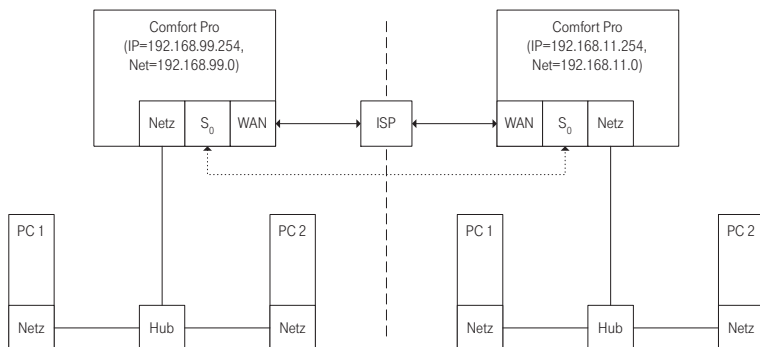 Comfort Pro
(IP=192.168.99.254,
Net=192.168.99.0)
Netz
S0
WAN
ISP
Comfort Pro
(IP=192.168.11.254,
Net=192.168.11.0)
WAN
S0
Netz
PC 1
PC 2
PC 1
PC 2
Netz
Hub
Netz
Netz
Hub
Netz